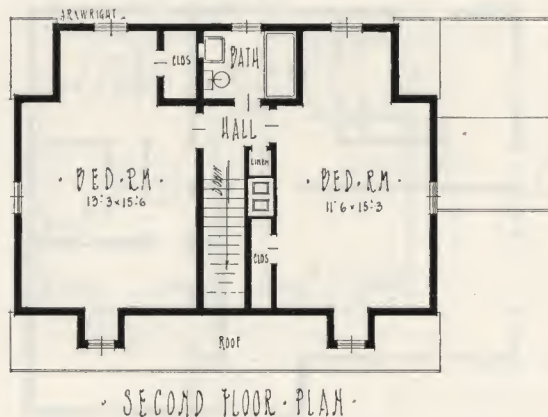 ARKWRIGHT
CLOS
BATH
HALL
LINEN
· BED·RM ·
13'·3 × 15'·6
DOWN
· BED·RM ·
11'·6 × 15'·3
CLOS
ROOF
· SECOND FLOOR·PLAN·